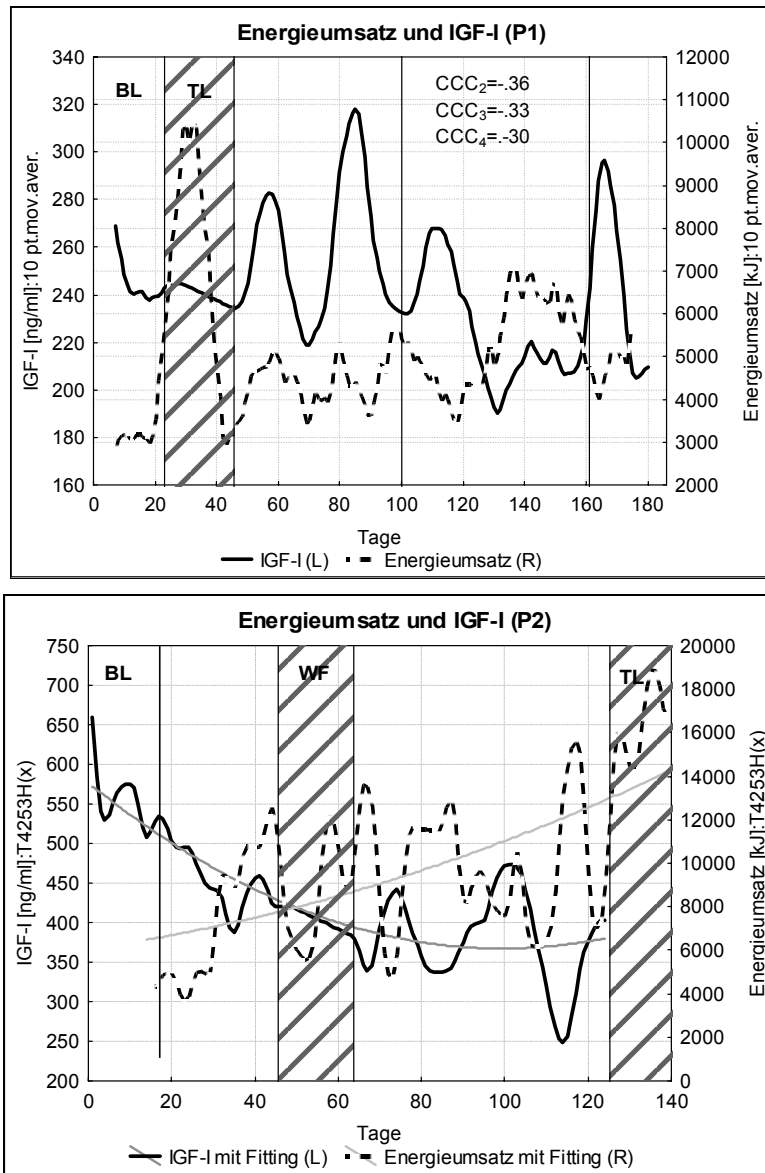 Energieumsatz und IGF-I (P1)
IGF-I [ng/ml]:10 pt.mov.aver.
340
320
300
280
260
240
220
200
180
160
BL
TL
CCC2=-.36
CCC3=-.33
CCC4=.-30
12000
11000
10000
9000
8000
7000
6000
5000
4000
3000
2000
Energieumsatz [kJ]:10 pt.mov.aver.
0 20 40 60 80 100 120 140 160 180
Tage
IGF-I (L) Energieumsatz (R)
Energieumsatz und IGF-I (P2)
IGF-I [ng/ml]:T4253H(x)
750
700
650
600
550
500
450
400
350
300
250
200
BL
WF
TL
20000
18000
16000
14000
12000
10000
8000
6000
4000
2000
0
Energieumsatz [kJ]:T4253H(x)
0 20 40 60 80 100 120 140
Tage
IGF-I mit Fitting (L) Energieumsatz mit Fitting (R)